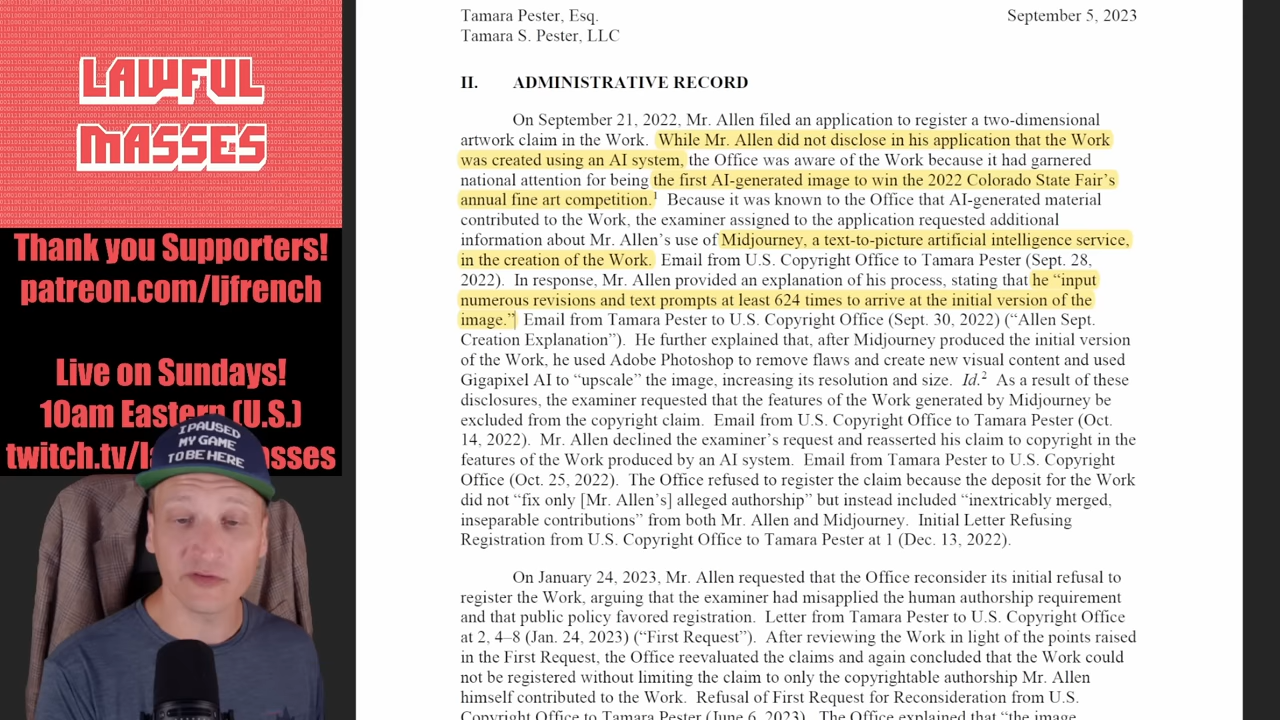 LAWFUL
MASSES
Thank you Supporters!
patreon.com/ljfrench
Live on Sundays!
10am Eastern (U.S.)
I PAUSED
MY GAME
TO BE HERE
Tamara Pester, Esq. September 5, 2023
Tamara S. Pester, LLC
II. ADMINISTRATIVE RECORD
On September 21, 2022, Mr. Allen filed an application to register a two-dimensional
artwork claim in the Work. While Mr. Allen did not disclose in his application that the Work
was created using an AI system, the Office was aware of the Work because it had garnered
national attention for being the first AI-generated image to win the 2022 Colorado State Fair’s
annual fine art competition.1 Because it was known to the Office that AI-generated material
contributed to the Work, the examiner assigned to the application requested additional
information about Mr. Allen’s use of Midjourney, a text-to-picture artificial intelligence service,
in the creation of the Work. Email from U.S. Copyright Office to Tamara Pester (Sept. 28,
2022). In response, Mr. Allen provided an explanation of his process, stating that he “input
numerous revisions and text prompts at least 624 times to arrive at the initial version of the
image.” Email from Tamara Pester to U.S. Copyright Office (Sept. 30, 2022) (“Allen Sept.
Creation Explanation”). He further explained that, after Midjourney produced the initial version
of the Work, he used Adobe Photoshop to remove flaws and create new visual content and used
Gigapixel AI to “upscale” the image, increasing its resolution and size. Id.2 As a result of these
disclosures, the examiner requested that the features of the Work generated by Midjourney be
excluded from the copyright claim. Email from U.S. Copyright Office to Tamara Pester (Oct.
14, 2022). Mr. Allen declined the examiner’s request and reasserted his claim to copyright in the
features of the Work produced by an AI system. Email from Tamara Pester to U.S. Copyright
Office (Oct. 25, 2022). The Office refused to register the claim because the deposit for the Work
did not “fix only [Mr. Allen’s] alleged authorship” but instead included “inextricably merged,
inseparable contributions” from both Mr. Allen and Midjourney. Initial Letter Refusing
Registration from U.S. Copyright Office to Tamara Pester at 1 (Dec. 13, 2022).
On January 24, 2023, Mr. Allen requested that the Office reconsider its initial refusal to
register the Work, arguing that the examiner had misapplied the human authorship requirement
and that public policy favored registration. Letter from Tamara Pester to U.S. Copyright Office
at 2, 4–8 (Jan. 24, 2023) (“First Request”). After reviewing the Work in light of the points raised
in the First Request, the Office reevaluated the claims and again concluded that the Work could
not be registered without limiting the claim to only the copyrightable authorship Mr. Allen
himself contributed to the Work. Refusal of First Request for Reconsideration from U.S.
Copyright Office to Tamara Pester (June 6, 2023). The Office explained that “the image